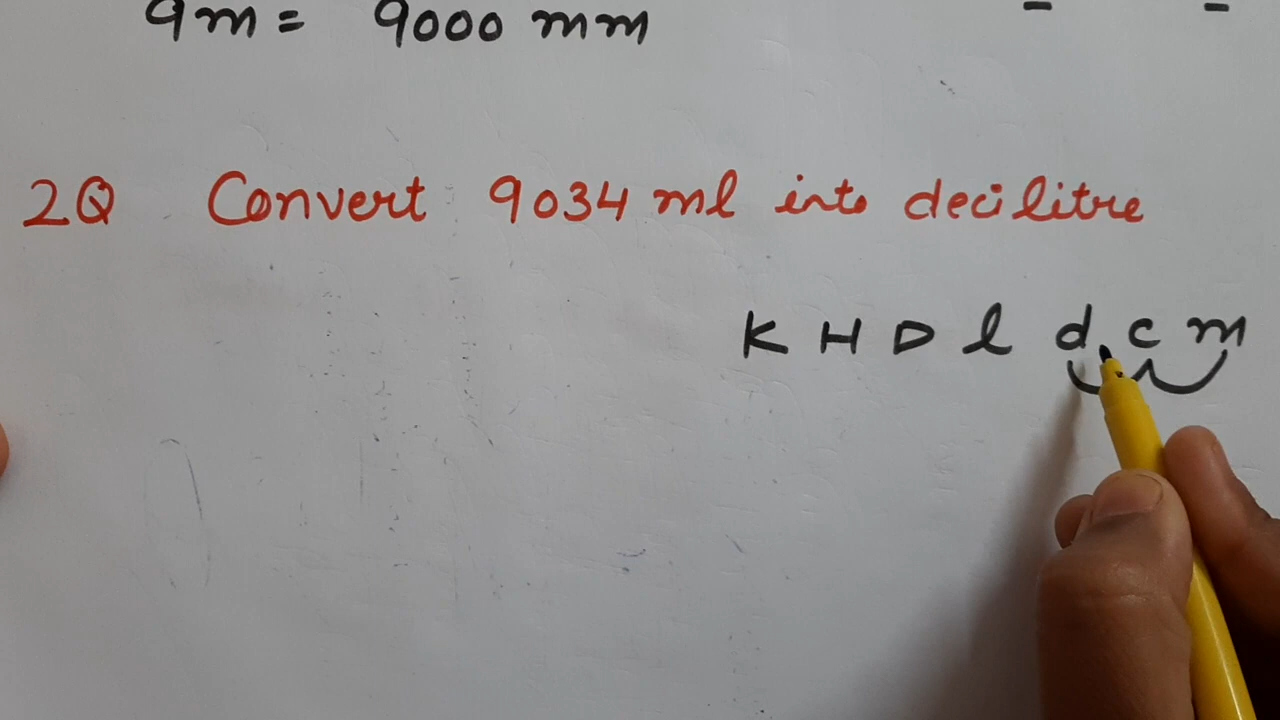 9m = 9000 mm
2Q Convert 9034 ml into decilitre
K H D l d c m